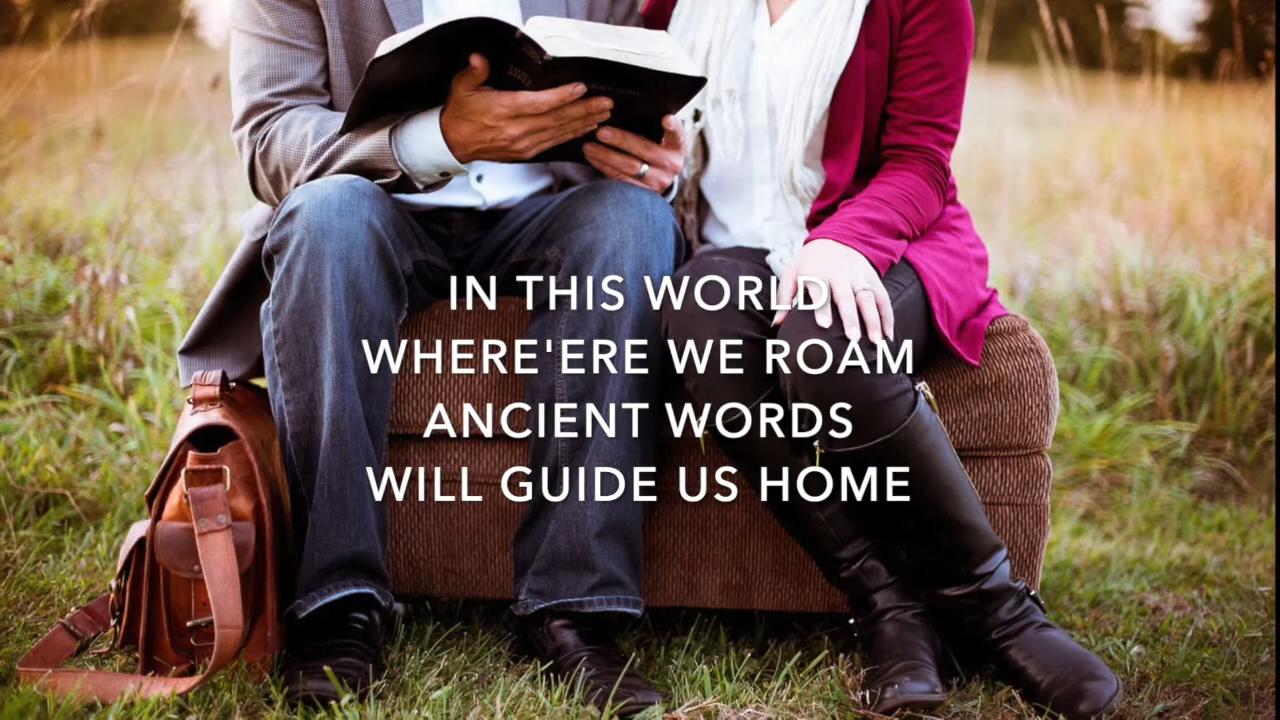 IN THIS WORLD
WHERE'ERE WE ROAM
ANCIENT WORDS
WILL GUIDE US HOME